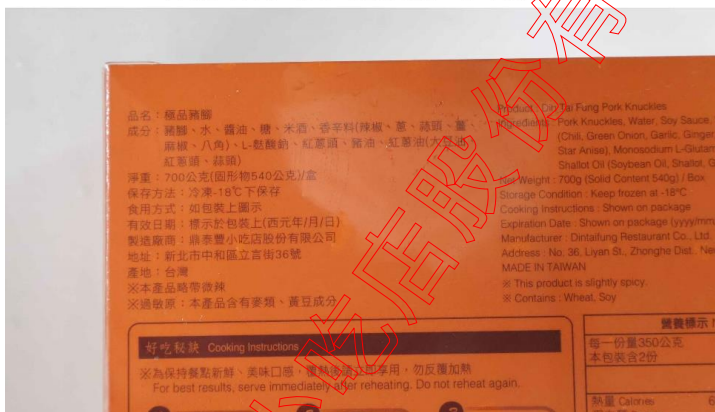 品名：極品豬腳
成分：豬腳、水、醬油、糖、米酒、香辛料(辣椒、蔥、蒜頭、薑、
麻椒、八角)、L-麩酸鈉、紅蔥頭、豬油、紅蔥油(大豆油、
紅蔥頭、蒜頭)
淨重：700公克(固形物540公克)/盒
保存方法：冷凍-18℃下保存
食用方式：如包裝上圖示
有效日期：標示於包裝上(西元年/月/日)
製造廠商：鼎泰豐小吃店股份有限公司
地址：新北市中和區立言街36號
產地：台灣
※本產品略帶微辣
※過敏原：本產品含有麥類、黃豆成分
Product : Din Tai Fung Pork Knuckles
Ingredients : Pork Knuckles, Water, Soy Sauce,
(Chili, Green Onion, Garlic, Ginger
Star Anise), Monosodium L-Glutam
Shallot Oil (Soybean Oil, Shallot, G
Net Weight : 700g (Solid Content 540g) / Box
Storage Condition : Keep frozen at -18°C
Cooking Instructions : Shown on package
Expiration Date : Shown on package (yyyy/mm
Manufacturer : Dintaifung Restaurant Co., Ltd.
Address : No. 36, Liyan St., Zhonghe Dist., Ne
MADE IN TAIWAN
※ This product is slightly spicy.
※ Contains : Wheat, Soy
好吃秘訣 Cooking Instructions
※為保持餐點新鮮、美味口感，復熱後請立即享用，勿反覆加熱
For best results, serve immediately after reheating. Do not reheat again.
營養標示
每一份量350公克
本包裝含2份
熱量 Calories
吃店股份有